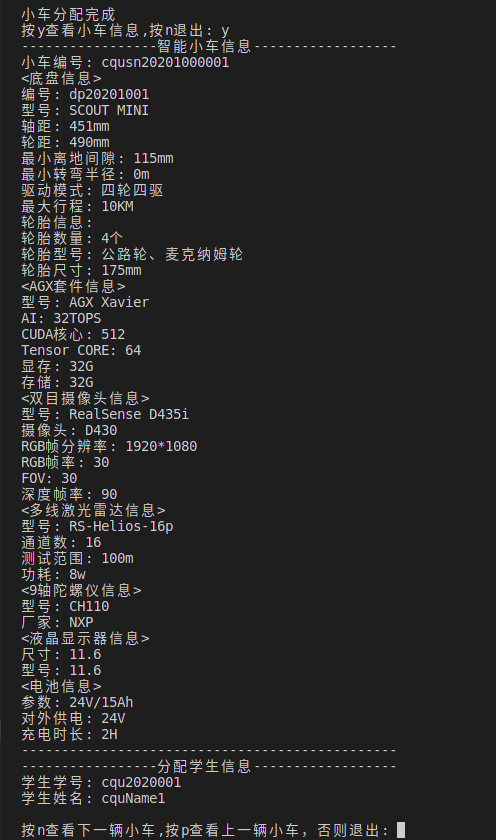 小车分配完成
按y查看小车信息,按n退出: y
-----------------智能小车信息------------------
小车编号: cqusn20201000001
<底盘信息>
编号: dp20201001
型号: SCOUT MINI
轴距: 451mm
轮距: 490mm
最小离地间隙: 115mm
最小转弯半径: 0m
驱动模式: 四轮四驱
最大行程: 10KM
轮胎信息:
轮胎数量: 4个
轮胎型号: 公路轮、麦克纳姆轮
轮胎尺寸: 175mm
<AGX套件信息>
型号: AGX Xavier
AI: 32TOPS
CUDA核心: 512
Tensor CORE: 64
显存: 32G
存储: 32G
<双目摄像头信息>
型号: RealSense D435i
摄像头: D430
RGB帧分辨率: 1920*1080
RGB帧率: 30
FOV: 30
深度帧率: 90
<多线激光雷达信息>
型号: RS-Helios-16p
通道数: 16
测试范围: 100m
功耗: 8w
<9轴陀螺仪信息>
型号: CH110
厂家: NXP
<液晶显示器信息>
尺寸: 11.6
型号: 11.6
<电池信息>
参数: 24V/15Ah
对外供电: 24V
充电时长: 2H
-----------------------------------------------
-----------------分配学生信息------------------
学生学号: cqu2020001
学生姓名: cquName1
按n查看下一辆小车,按p查看上一辆小车, 否则退出: